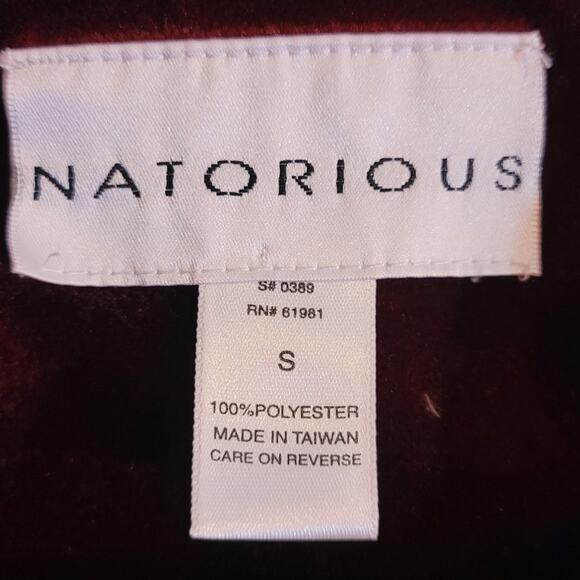 NATORIOUS
S# 0389
RN# 61981
S
100%POLYESTER
MADE IN TAIWAN
CARE ON REVERSE